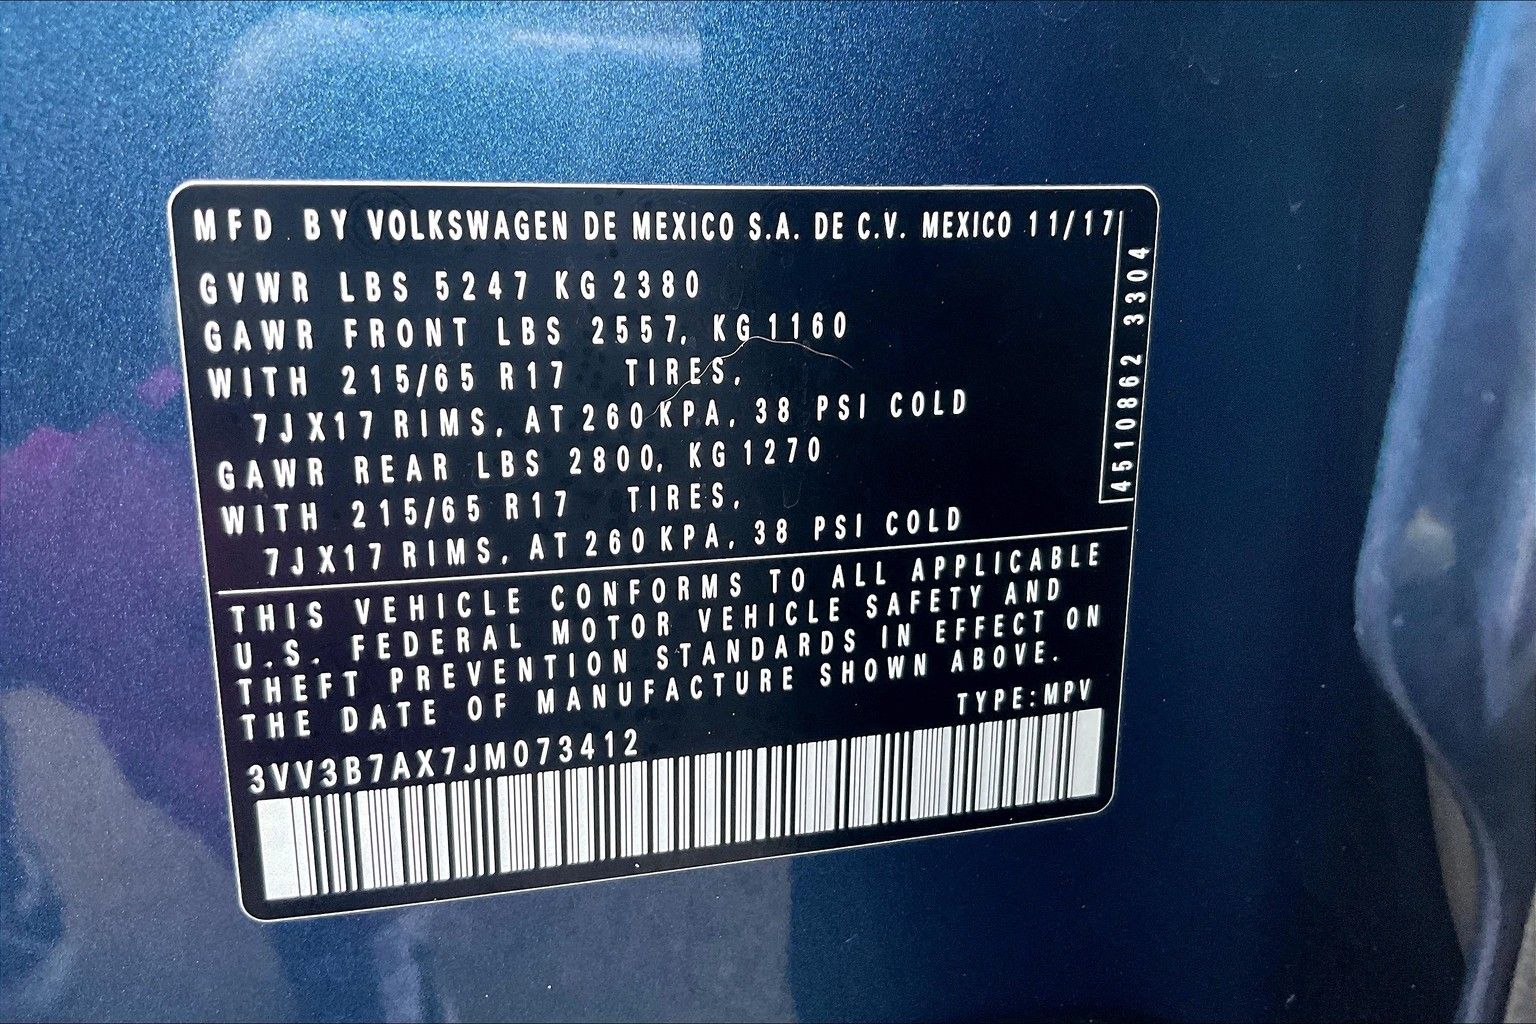 MFD BY VOLKSWAGEN DE MEXICO S.A. DE C.V. MEXICO 11/17
GVWR LBS 5247 KG 2380
GAWR FRONT LBS 2557, KG 1160
WITH 215/65 R17 TIRES,
7JX17 RIMS, AT 260 KPA, 38 PSI COLD
GAWR REAR LBS 2800, KG 1270
WITH 215/65 R17 TIRES,
7JX17 RIMS, AT 260 KPA, 38 PSI COLD
4510862 3304
THIS VEHICLE CONFORMS TO ALL APPLICABLE
U.S. FEDERAL MOTOR VEHICLE SAFETY AND
THEFT PREVENTION STANDARDS IN EFFECT ON
THE DATE OF MANUFACTURE SHOWN ABOVE.
TYPE: MPV
3VV3B7AX7JM073412